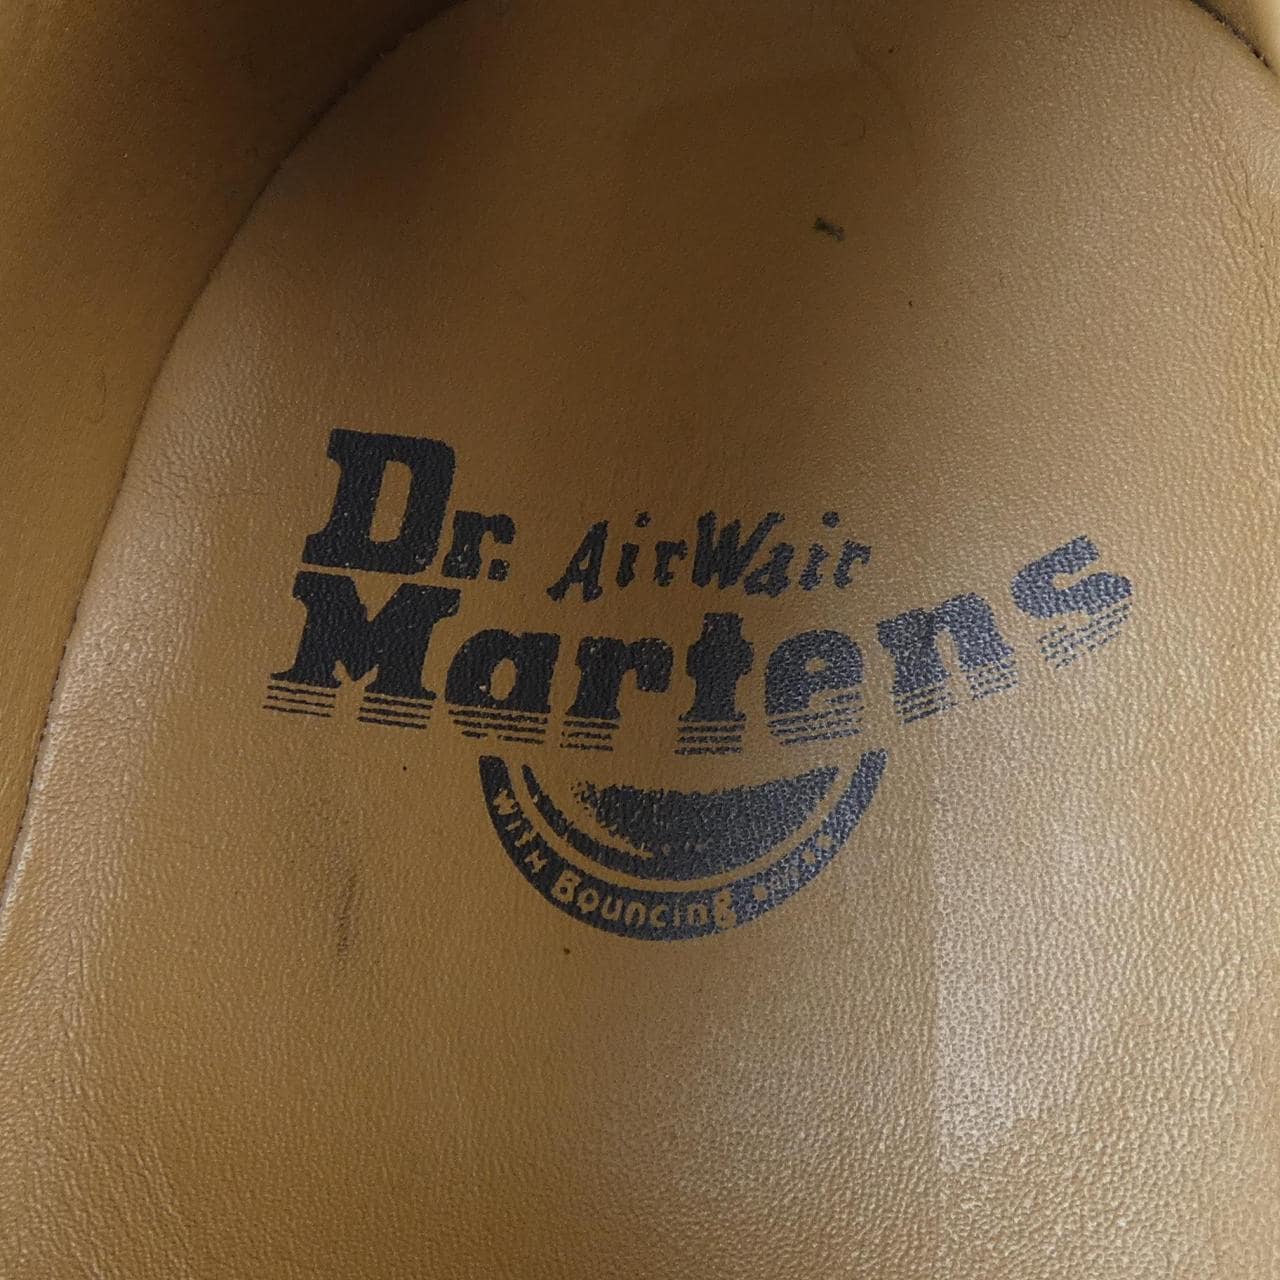 Dr. AirWair
Martens
WITH BOUNCING